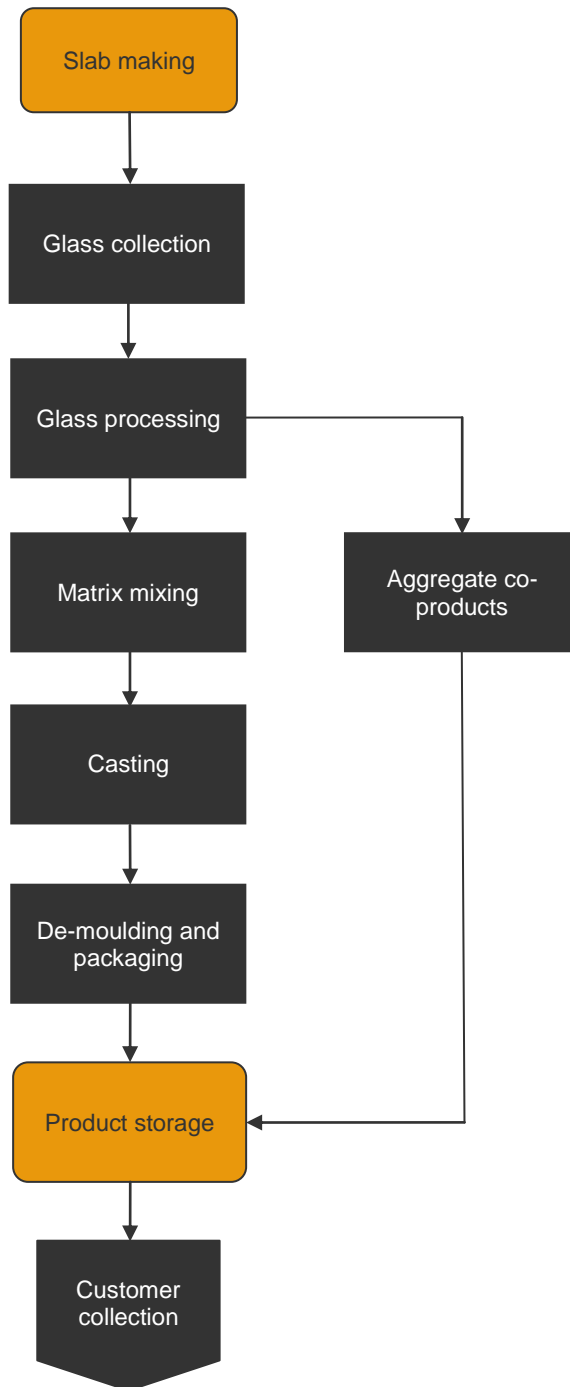 Slab making
Glass collection
Glass processing
Matrix mixing
Aggregate co-
products
Casting
De-moulding and
packaging
Product storage
Customer
collection